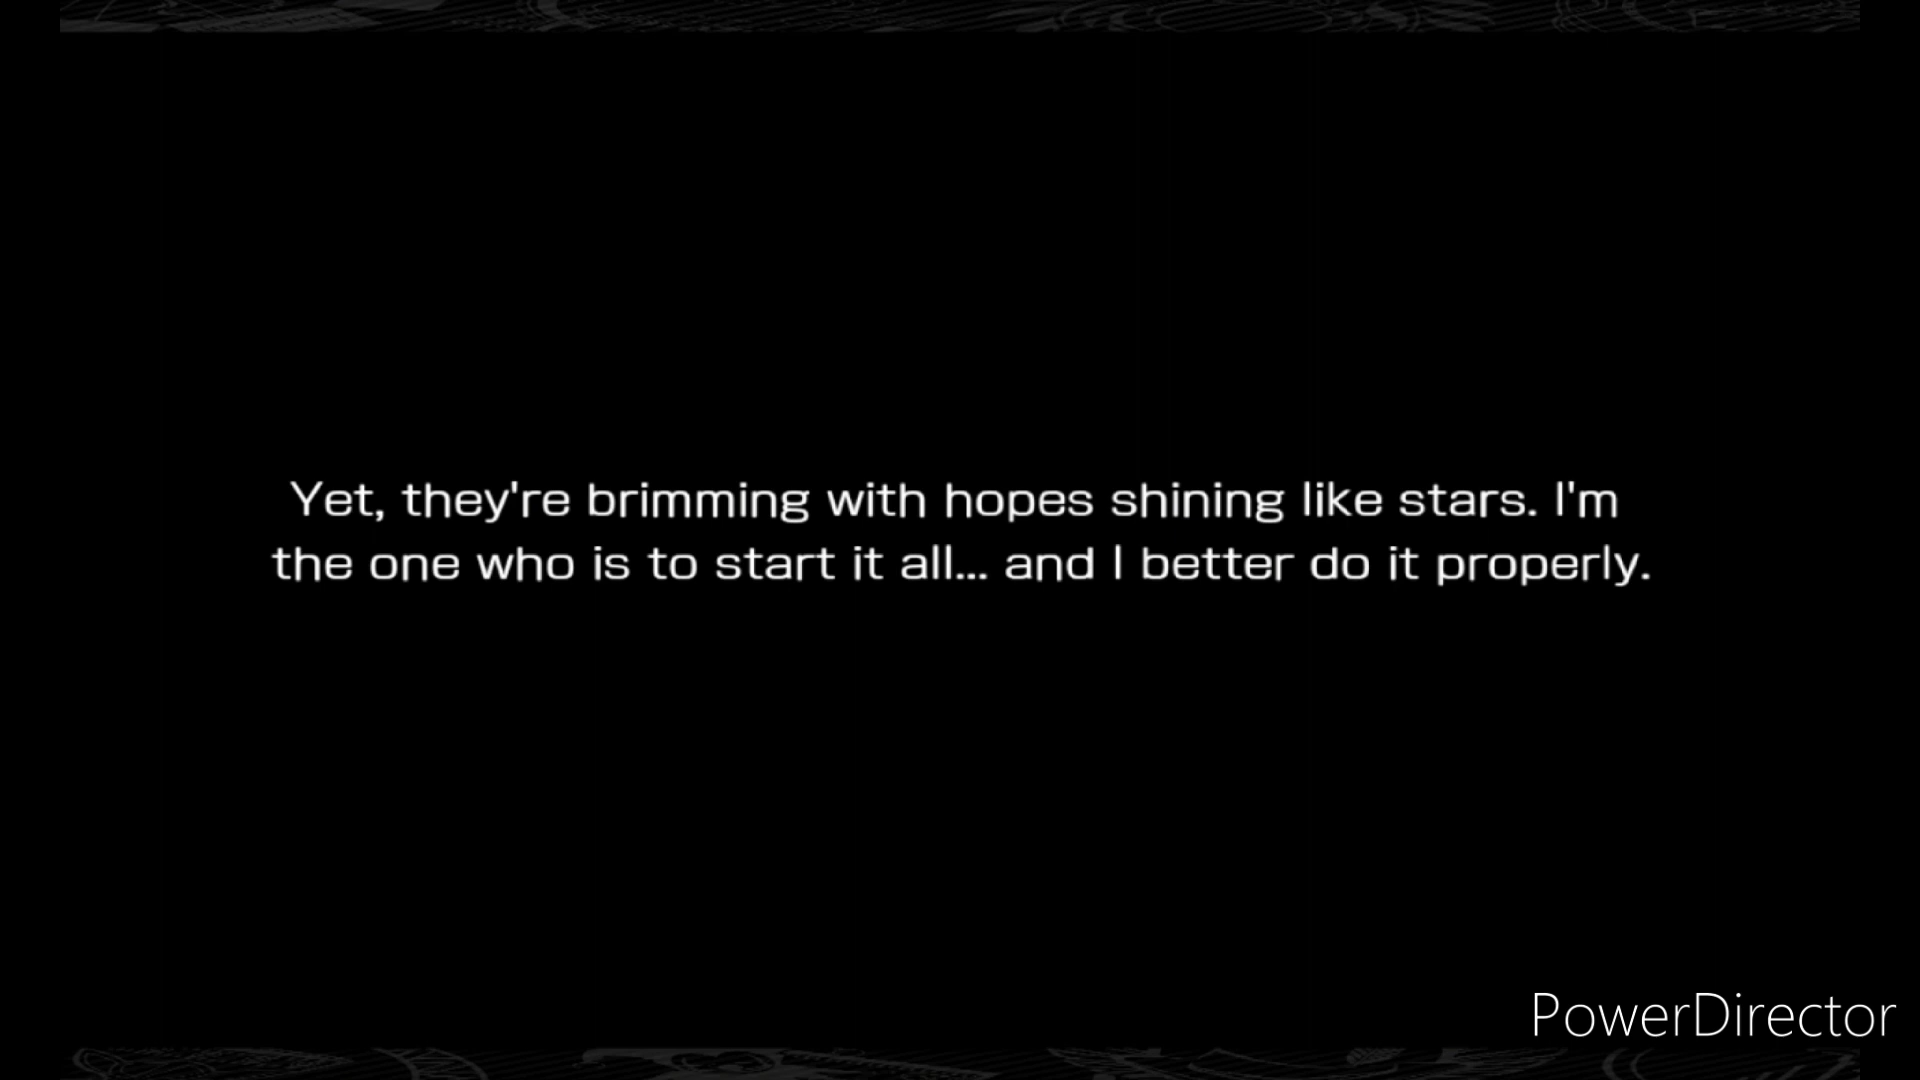 Yet, they're brimming with hopes shining like stars. I'm
the one who is to start it all... and I better do it properly.
PowerDirector